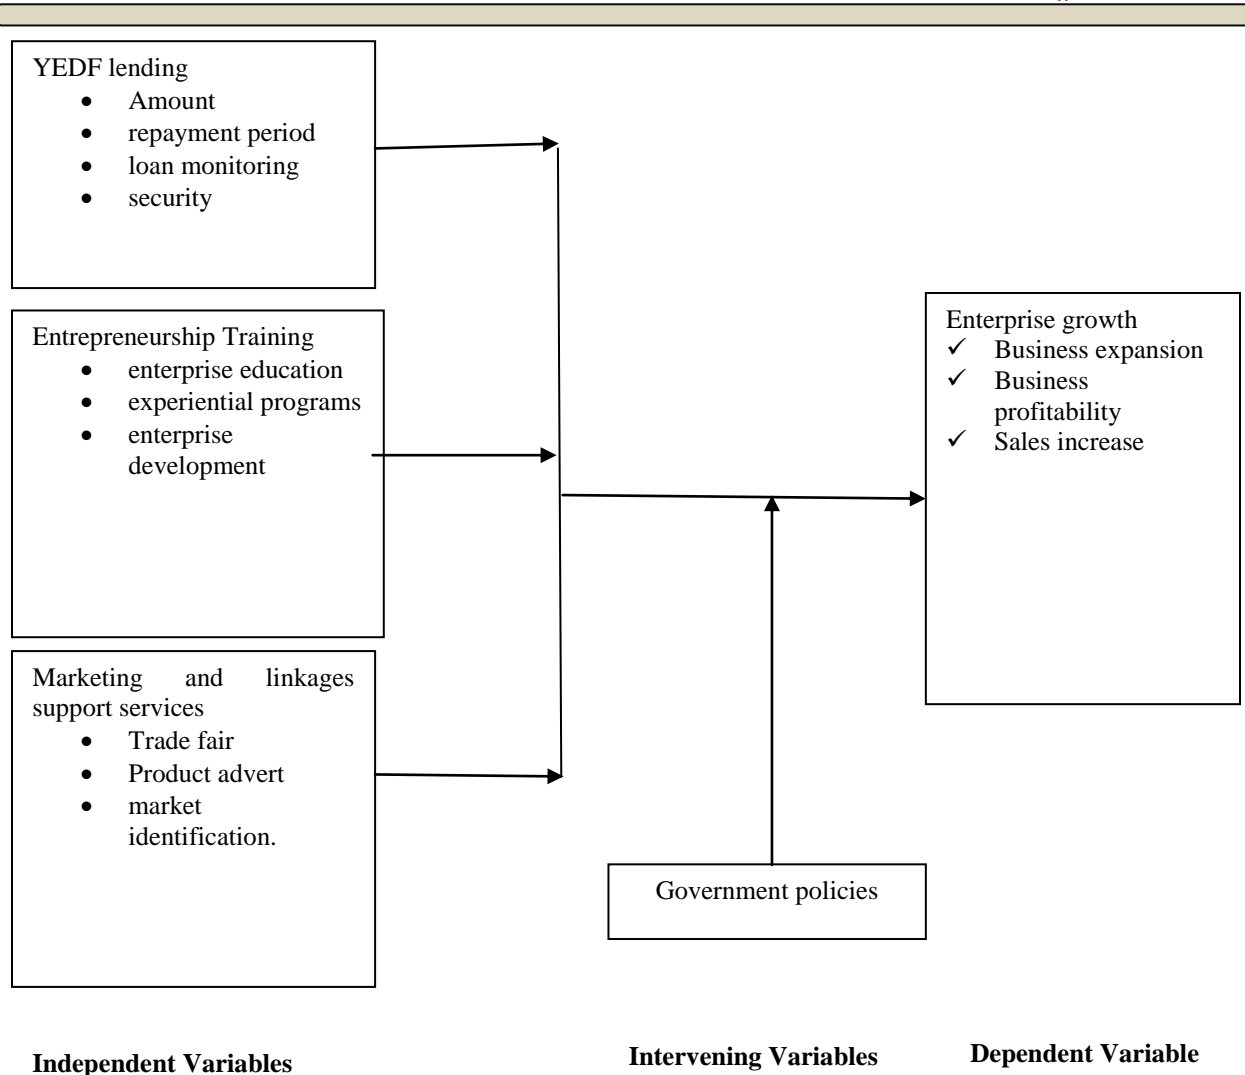 YEDF lending
• Amount
• repayment period
• loan monitoring
• security
Entrepreneurship Training
• enterprise education
• experiential programs
• enterprise
development
Marketing and linkages
support services
• Trade fair
• Product advert
• market
identification.
Enterprise growth
✓ Business expansion
✓ Business
profitability
✓ Sales increase
Government policies
Independent Variables
Intervening Variables
Dependent Variable